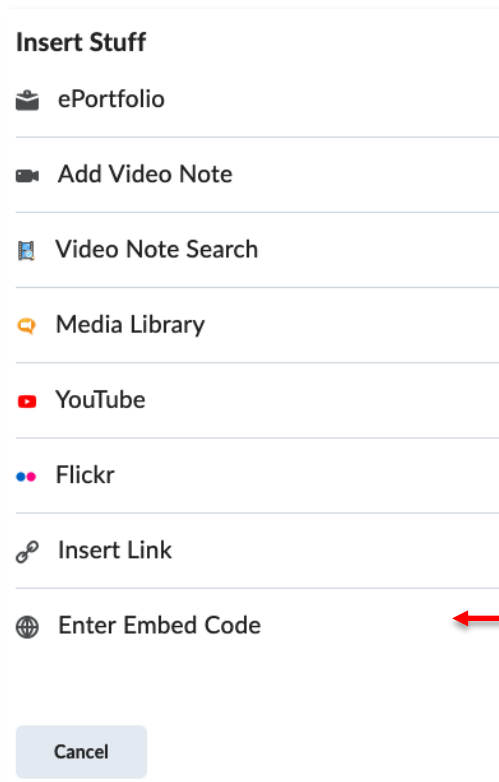 Insert Stuff
ePortfolio
Add Video Note
Video Note Search
Media Library
YouTube
Flickr
Insert Link
Enter Embed Code
Cancel